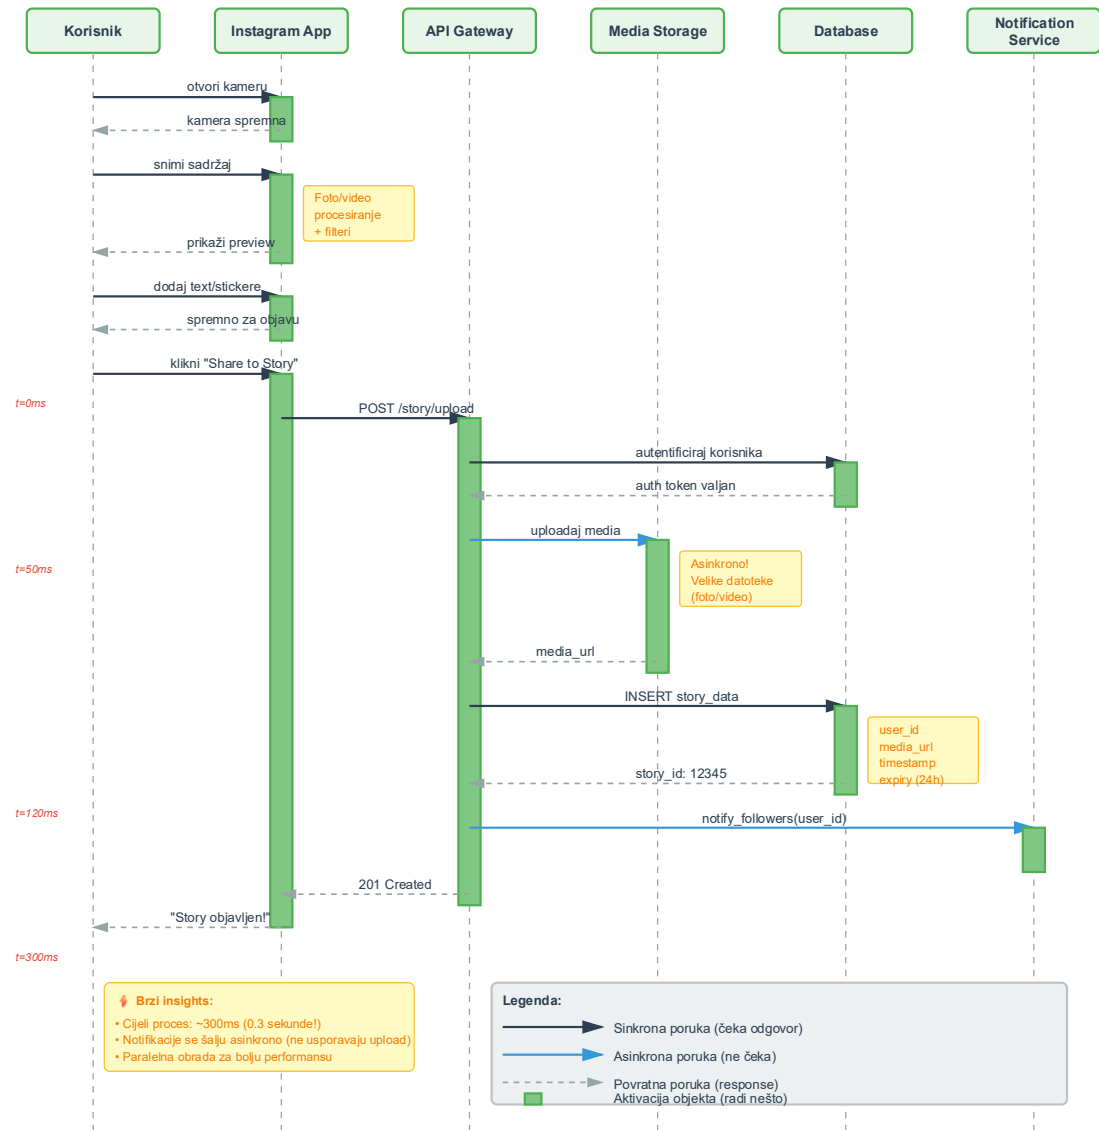 Korisnik
Instagram App
API Gateway
Media Storage
Database
Notification
Service
otvori kameru
kamera spremna
snimi sadržaj
Foto/video
procesiranje
+ filteri
prikaži preview
dodaj text/stickere
spremno za objavu
klikni "Share to Story"
t=0ms
POST /story/upload
autentificiraj korisnika
auth token valjan
uploadaj media
t=50ms
Asinkrono!
Velike datoteke
(foto/video)
media_url
INSERT story_data
user_id
media_url
timestamp
expiry (24h)
story_id: 12345
t=120ms
notify_followers(user_id)
201 Created
"Story objavljen!"
t=300ms
Brzi insights:
• Cijeli proces: ~300ms (0.3 sekunde!)
• Notifikacije se šalju asinkrono (ne usporavaju upload)
• Paralelna obrada za bolju performansu
Legenda:
Sinkrona poruka (čeka odgovor)
Asinkrona poruka (ne čeka)
Povratna poruka (response)
Aktivacija objekta (radi nešto)